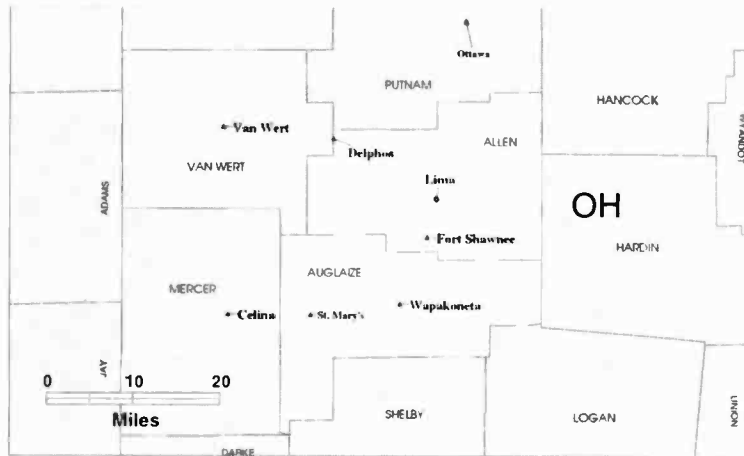 Ottawa
PUTNAM
HANCOCK
WYANDOT
Van Wert
Delphos
ALLEN
VAN WERT
ADAMS
Lima
OH
Fort Shawnee
HARDIN
AUGLAIZE
MERCER
Wapakoneta
Celina
St. Mary's
JAY
0 10 20
Miles
SHELBY
LOGAN
UNION
DARKE